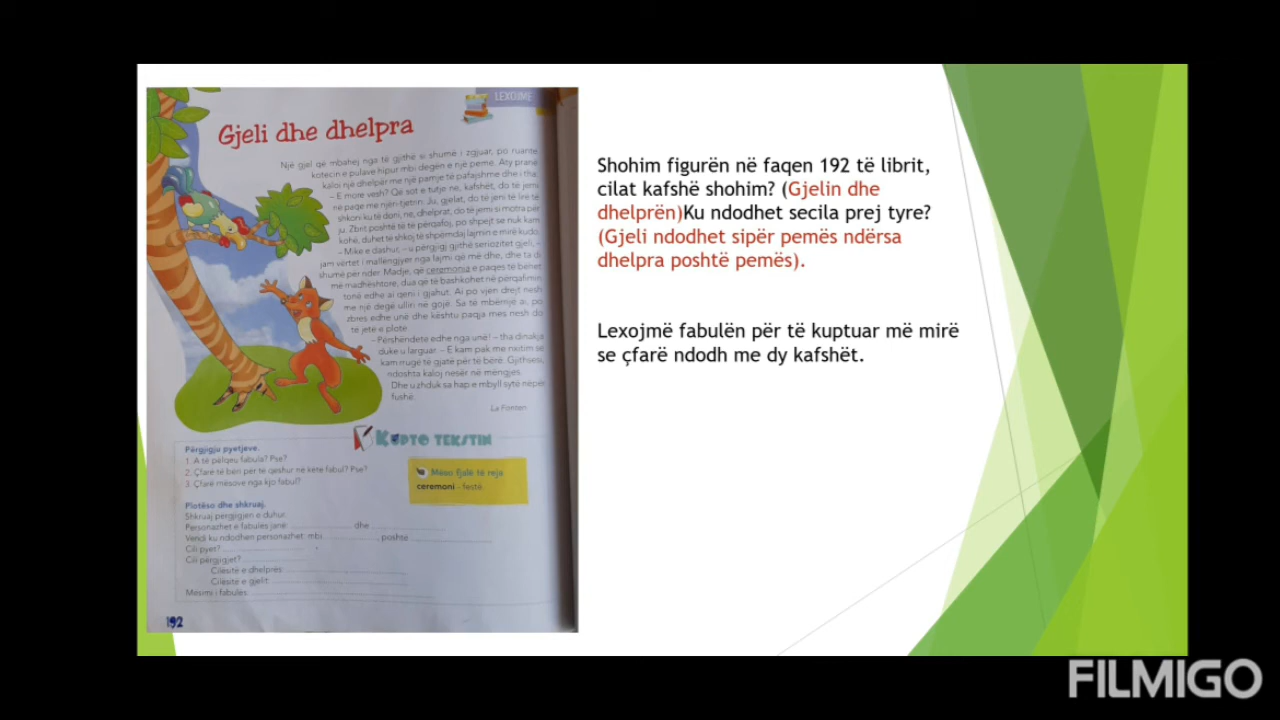 LEXOJMË
Gjeli dhe dhelpra
Një gjel që mbahej nga të gjithë si shumë i zgjuar, po ruante
kotecin e pulave hipur mbi degën e një peme. Aty pranë
kaloi një dhelpër me një pamje të pafajshme dhe i tha:
– E more vesh? Që sot e tutje ne, kafshët, do të jemi
në paqe me njëri-tjetrin. Ju, gjelat, do të jeni të lirë të
shkoni ku të doni, ne, dhelprat, do të jemi si motra për
ju. Zbrit poshtë të të përqafoj, po shpejt se nuk kam
kohë, duhet të shkoj të shpërndaj lajmin e mirë kudo.
– Mike e dashur, – u përgjigj gjithë seriozitet gjeli, –
jam vërtet i mallëngjyer nga lajmi që më dhe, dhe ta di
shumë për nder. Madje, që ceremonia e paqes të bëhet
më madhështore, dua që të bashkohet në përqafimin
tonë edhe ai qeni i gjahut. Ai po vjen drejt nesh
me një degë ulliri në gojë. Sa të mbërrijë ai, po
zbres edhe unë dhe kështu paqja mes nesh do
të jetë e plotë.
– Përshëndete edhe nga unë! – tha dinakja
duke u larguar. – E kam pak me nxitim se
kam rrugë të gjatë për të bërë. Gjithsesi,
ndoshta kaloj nesër në mëngjes.
Dhe u zhduk sa hap e mbyll sytë nëpër
fushë.
La Fonten
KUPTO TEKSTIN
Përgjigju pyetjeve.
1. A të pëlqeu fabula? Pse?
2. Çfarë të bëri për të qeshur në këtë fabul? Pse?
3. Çfarë mësove nga kjo fabul?
Mëso fjalë të reja
ceremoni - festë
Plotëso dhe shkruaj.
Shkruaj përgjigjen e duhur.
Personazhet e fabulës janë: dhe
Vendi ku ndodhen personazhet: mbi , poshtë
Cili pyet?
Cili përgjigjet?
Cilësitë e dhelprës:
Cilësitë e gjelit:
Mësimi i fabulës:
192
Shohim figurën në faqen 192 të librit,
cilat kafshë shohim? (Gjelin dhe
dhelprën)Ku ndodhet secila prej tyre?
(Gjeli ndodhet sipër pemës ndërsa
dhelpra poshtë pemës).
Lexojmë fabulën për të kuptuar më mirë
se çfarë ndodh me dy kafshët.
FILMIGO